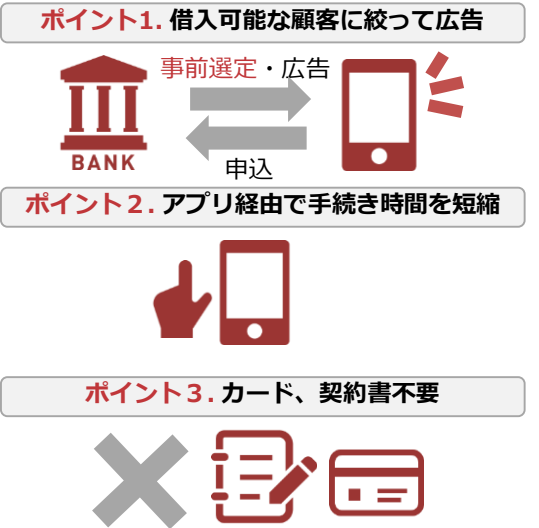 ポイント1. 借入可能な顧客に絞って広告
事前選定・広告
BANK
申込
ポイント２. アプリ経由で手続き時間を短縮
ポイント３. カード、契約書不要